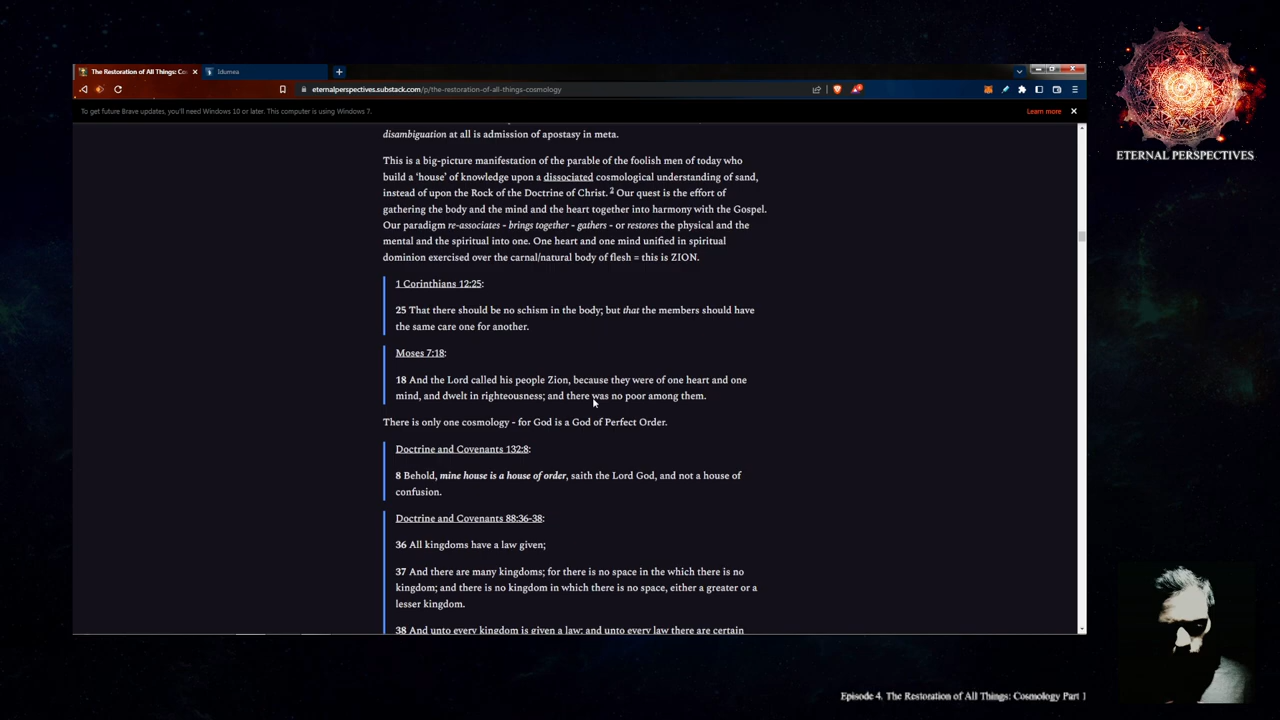 The Restoration of All Things: Co
Idumea
eternalperspectives.substack.com/p/the-restoration-of-all-things-cosmology
To get future Brave updates, you'll need Windows 10 or later. This computer is using Windows 7.
Learn more
disambiguation at all is admission of apostasy in meta.
This is a big-picture manifestation of the parable of the foolish men of today who
build a ‘house’ of knowledge upon a dissociated cosmological understanding of sand,
instead of upon the Rock of the Doctrine of Christ. 2 Our quest is the effort of
gathering the body and the mind and the heart together into harmony with the Gospel.
Our paradigm re-associates - brings together - gathers - or restores the physical and the
mental and the spiritual into one. One heart and one mind unified in spiritual
dominion exercised over the carnal/natural body of flesh = this is ZION.
1 Corinthians 12:25:
25 That there should be no schism in the body; but that the members should have
the same care one for another.
Moses 7:18:
18 And the Lord called his people Zion, because they were of one heart and one
mind, and dwelt in righteousness; and there was no poor among them.
There is only one cosmology - for God is a God of Perfect Order.
Doctrine and Covenants 132:8:
8 Behold, mine house is a house of order, saith the Lord God, and not a house of
confusion.
Doctrine and Covenants 88:36-38:
36 All kingdoms have a law given;
37 And there are many kingdoms; for there is no space in the which there is no
kingdom; and there is no kingdom in which there is no space, either a greater or a
lesser kingdom.
38 And unto every kingdom is given a law; and unto every law there are certain
ETERNAL PERSPECTIVES
Episode 4. The Restoration of All Things: Cosmology Part 1